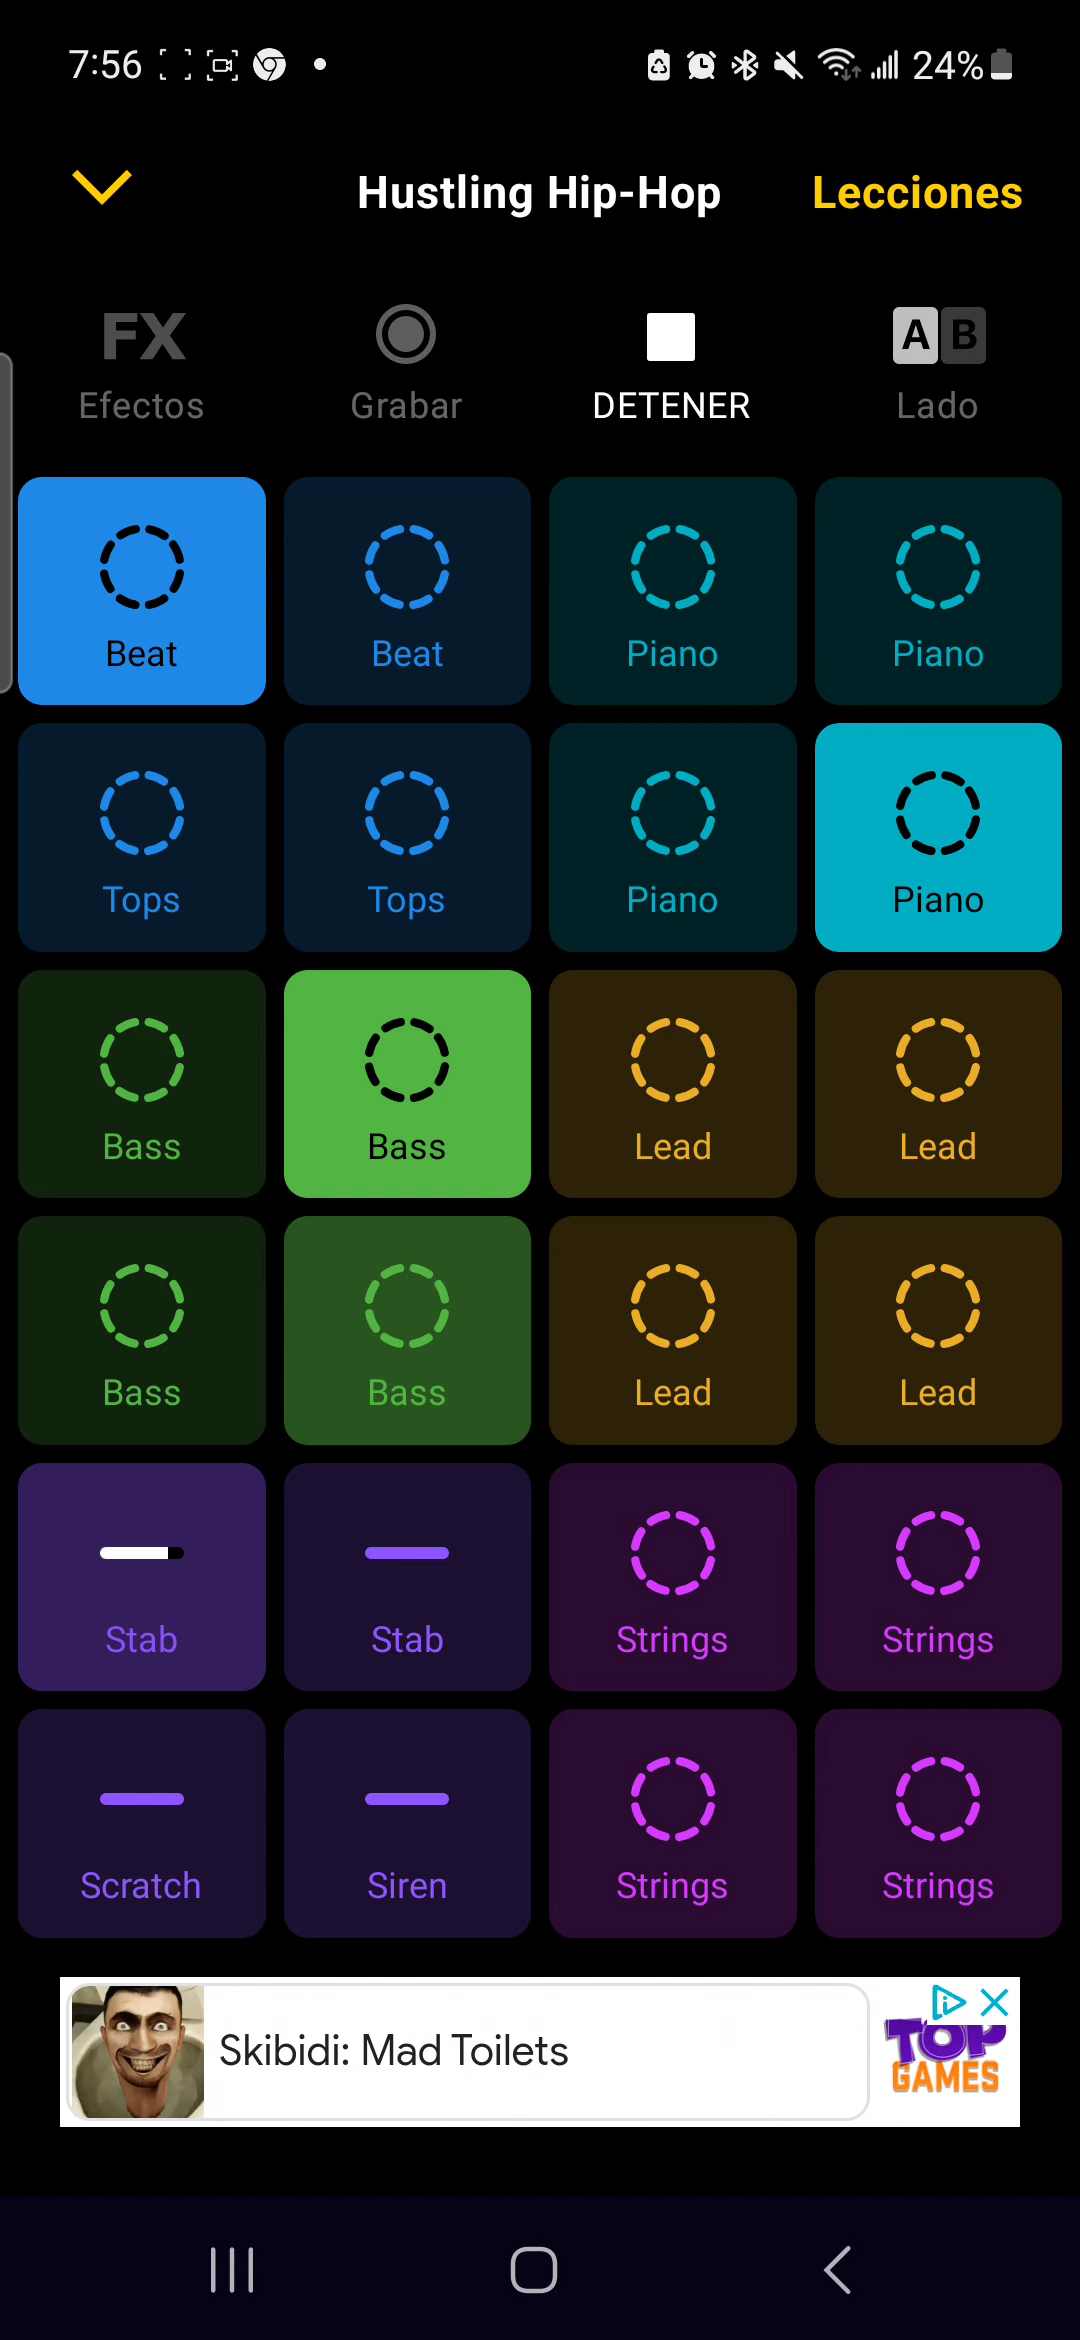 7:56
24%
Hustling Hip-Hop
Lecciones
FX
A B
Efectos
Grabar
DETENER
Lado
Beat
Beat
Piano
Piano
Tops
Tops
Piano
Piano
Bass
Bass
Lead
Lead
Bass
Bass
Lead
Lead
Stab
Stab
Strings
Strings
Scratch
Siren
Strings
Strings
Skibidi: Mad Toilets
TOP
GAMES